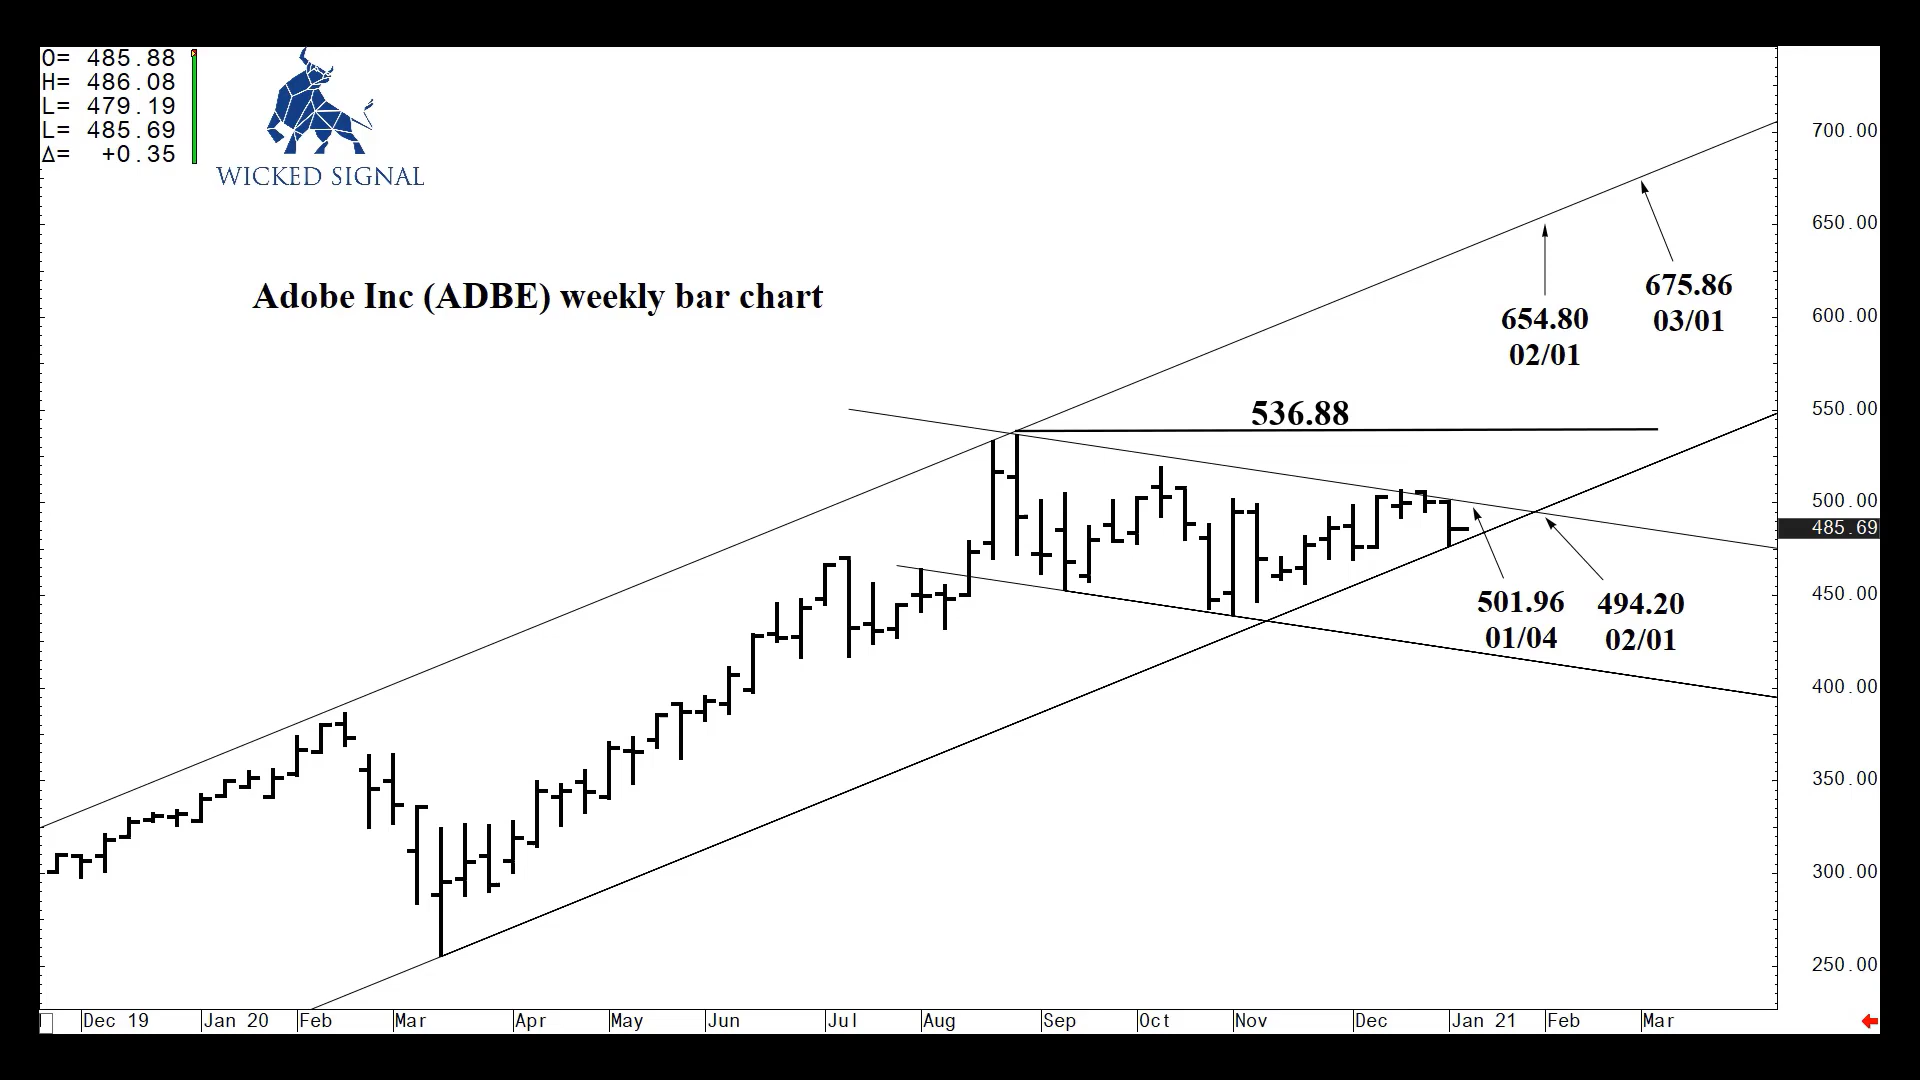 O= 485.88
H= 486.08
L= 479.19
L= 485.69
Δ= +0.35
WICKED SIGNAL
Adobe Inc (ADBE) weekly bar chart
536.88
654.80
02/01
675.86
03/01
501.96
01/04
494.20
02/01
700.00
650.00
600.00
550.00
500.00
485.69
450.00
400.00
350.00
300.00
250.00
Dec 19 Jan 20 Feb Mar Apr May Jun Jul Aug Sep Oct Nov Dec Jan 21 Feb Mar